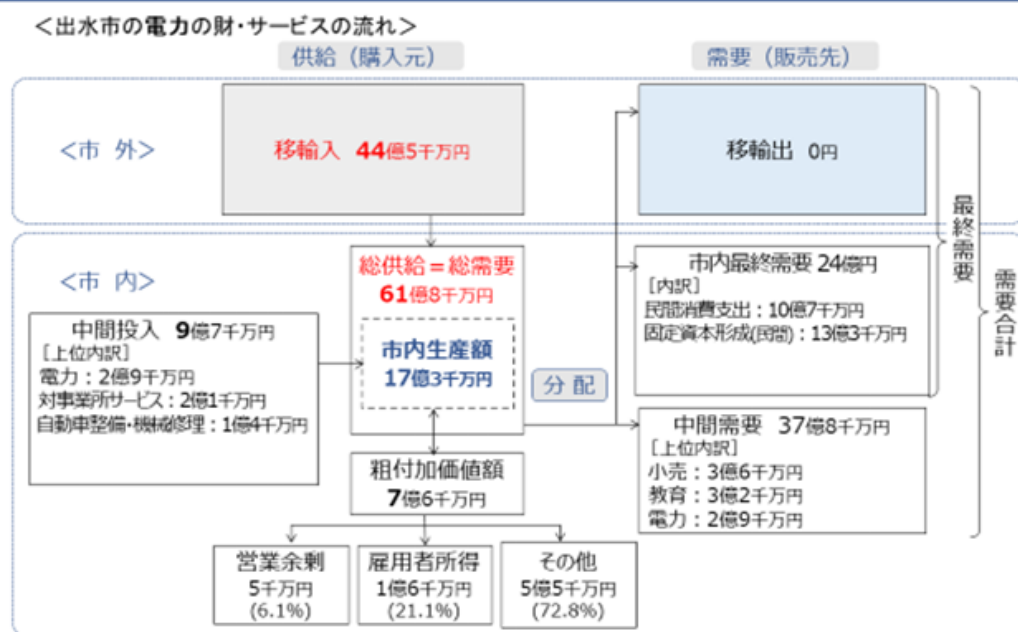 ＜出水市の電力の財・サービスの流れ＞
供給（購入元）
需要（販売先）
＜市 外＞
移輸入 44億5千万円
移輸出 0円
最終需要
需要合計
＜市 内＞
総供給＝総需要
61億8千万円
市内生産額
17億3千万円
中間投入 9億7千万円
［上位内訳］
電力：2億9千万円
対事業所サービス：2億1千万円
自動車整備・機械修理：1億4千万円
分 配
市内最終需要 24億円
［内訳］
民間消費支出：10億7千万円
固定資本形成(民間)：13億3千万円
中間需要 37億8千万円
［上位内訳］
小売：3億6千万円
教育：3億2千万円
電力：2億9千万円
粗付加価値額
7億6千万円
営業余剰
5千万円
(6.1%)
雇用者所得
1億6千万円
(21.1%)
その他
5億5千万円
(72.8%)